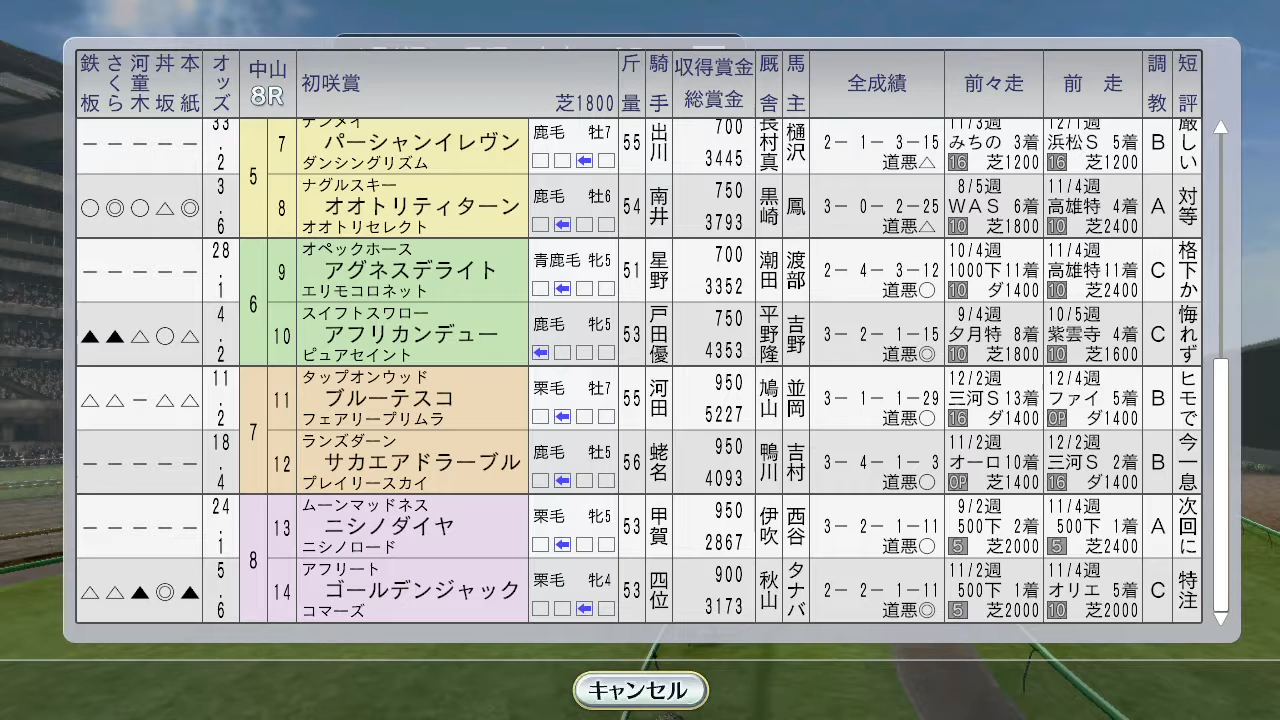 鉄板 さくら 河童木 丼坂 本紙 オッズ 中山 8R 初咲賞 芝1800 斤量 騎手 収得賞金 総賞金 厩舎 馬主 全成績 前々走 前 走 調教 短評
－ － － － － 33.2 5 7 テンメイ パーシャンイレヴン ダンシングリズム 鹿毛 牡7 55 出川 700 3445 長村真 樋沢 2－ 1－ 3－15 道悪△ 11/3週 みちの 3着 16 芝1200 12/1週 浜松Ｓ 5着 16 芝1200 B 厳しい
○ ◎ ○ △ ◎ 3.6 8 ナグルスキー オオトリティターン オオトリセレクト 鹿毛 牡6 54 南井 750 3793 黒崎 鳳 3－ 0－ 2－25 道悪△ 8/5週 ＷＡＳ 6着 10 芝1800 11/4週 高雄特 4着 10 芝2400 A 対等
－ － － － － 28.1 6 9 オペックホース アグネスデライト エリモコロネット 青鹿毛 牝5 51 星野 700 3352 潮田 渡部 2－ 4－ 3－12 道悪○ 10/4週 1000下 11着 10 ダ1400 11/4週 高雄特 11着 10 芝2400 C 格下か
▲ ▲ △ ○ △ 4.2 10 スイフトスワロー アフリカンデュー ピュアセイント 鹿毛 牝5 53 戸田優 750 4353 平野隆 吉野 3－ 2－ 1－15 道悪◎ 9/4週 夕月特 8着 10 芝1800 10/5週 紫雲寺 4着 10 芝1600 C 侮れず
△ △ － △ △ 11.2 7 11 タップオンウッド ブルーテスコ フェアリープリムラ 栗毛 牡7 55 河田 950 5227 鳩山 並岡 3－ 1－ 1－29 道悪○ 12/2週 三河Ｓ 13着 16 ダ1400 12/4週 ファイ 5着 OP ダ1400 B ヒモで
－ － － － － 18.4 12 ランズダーン サカエアドラーブル プレイリースカイ 鹿毛 牡5 56 蛯名 950 4093 鴨川 吉村 3－ 4－ 1－ 3 道悪○ 11/2週 オーロ 10着 OP 芝1400 12/2週 三河Ｓ 2着 16 ダ1400 B 今一息
－ － － － － 24.1 8 13 ムーンマッドネス ニシノダイヤ ニシノロード 栗毛 牝5 53 甲賀 950 2867 伊吹 西谷 3－ 2－ 1－11 道悪○ 9/2週 500下 2着 5 芝2000 11/4週 500下 1着 5 芝2400 A 次回に
△ △ ▲ ◎ ▲ 5.6 14 アフリート ゴールデンジャック コマーズ 栗毛 牝4 53 四位 900 3173 秋山 タナバ 2－ 2－ 1－11 道悪◎ 11/2週 500下 1着 5 芝2000 11/4週 オリエ 5着 10 芝2000 C 特注
キャンセル